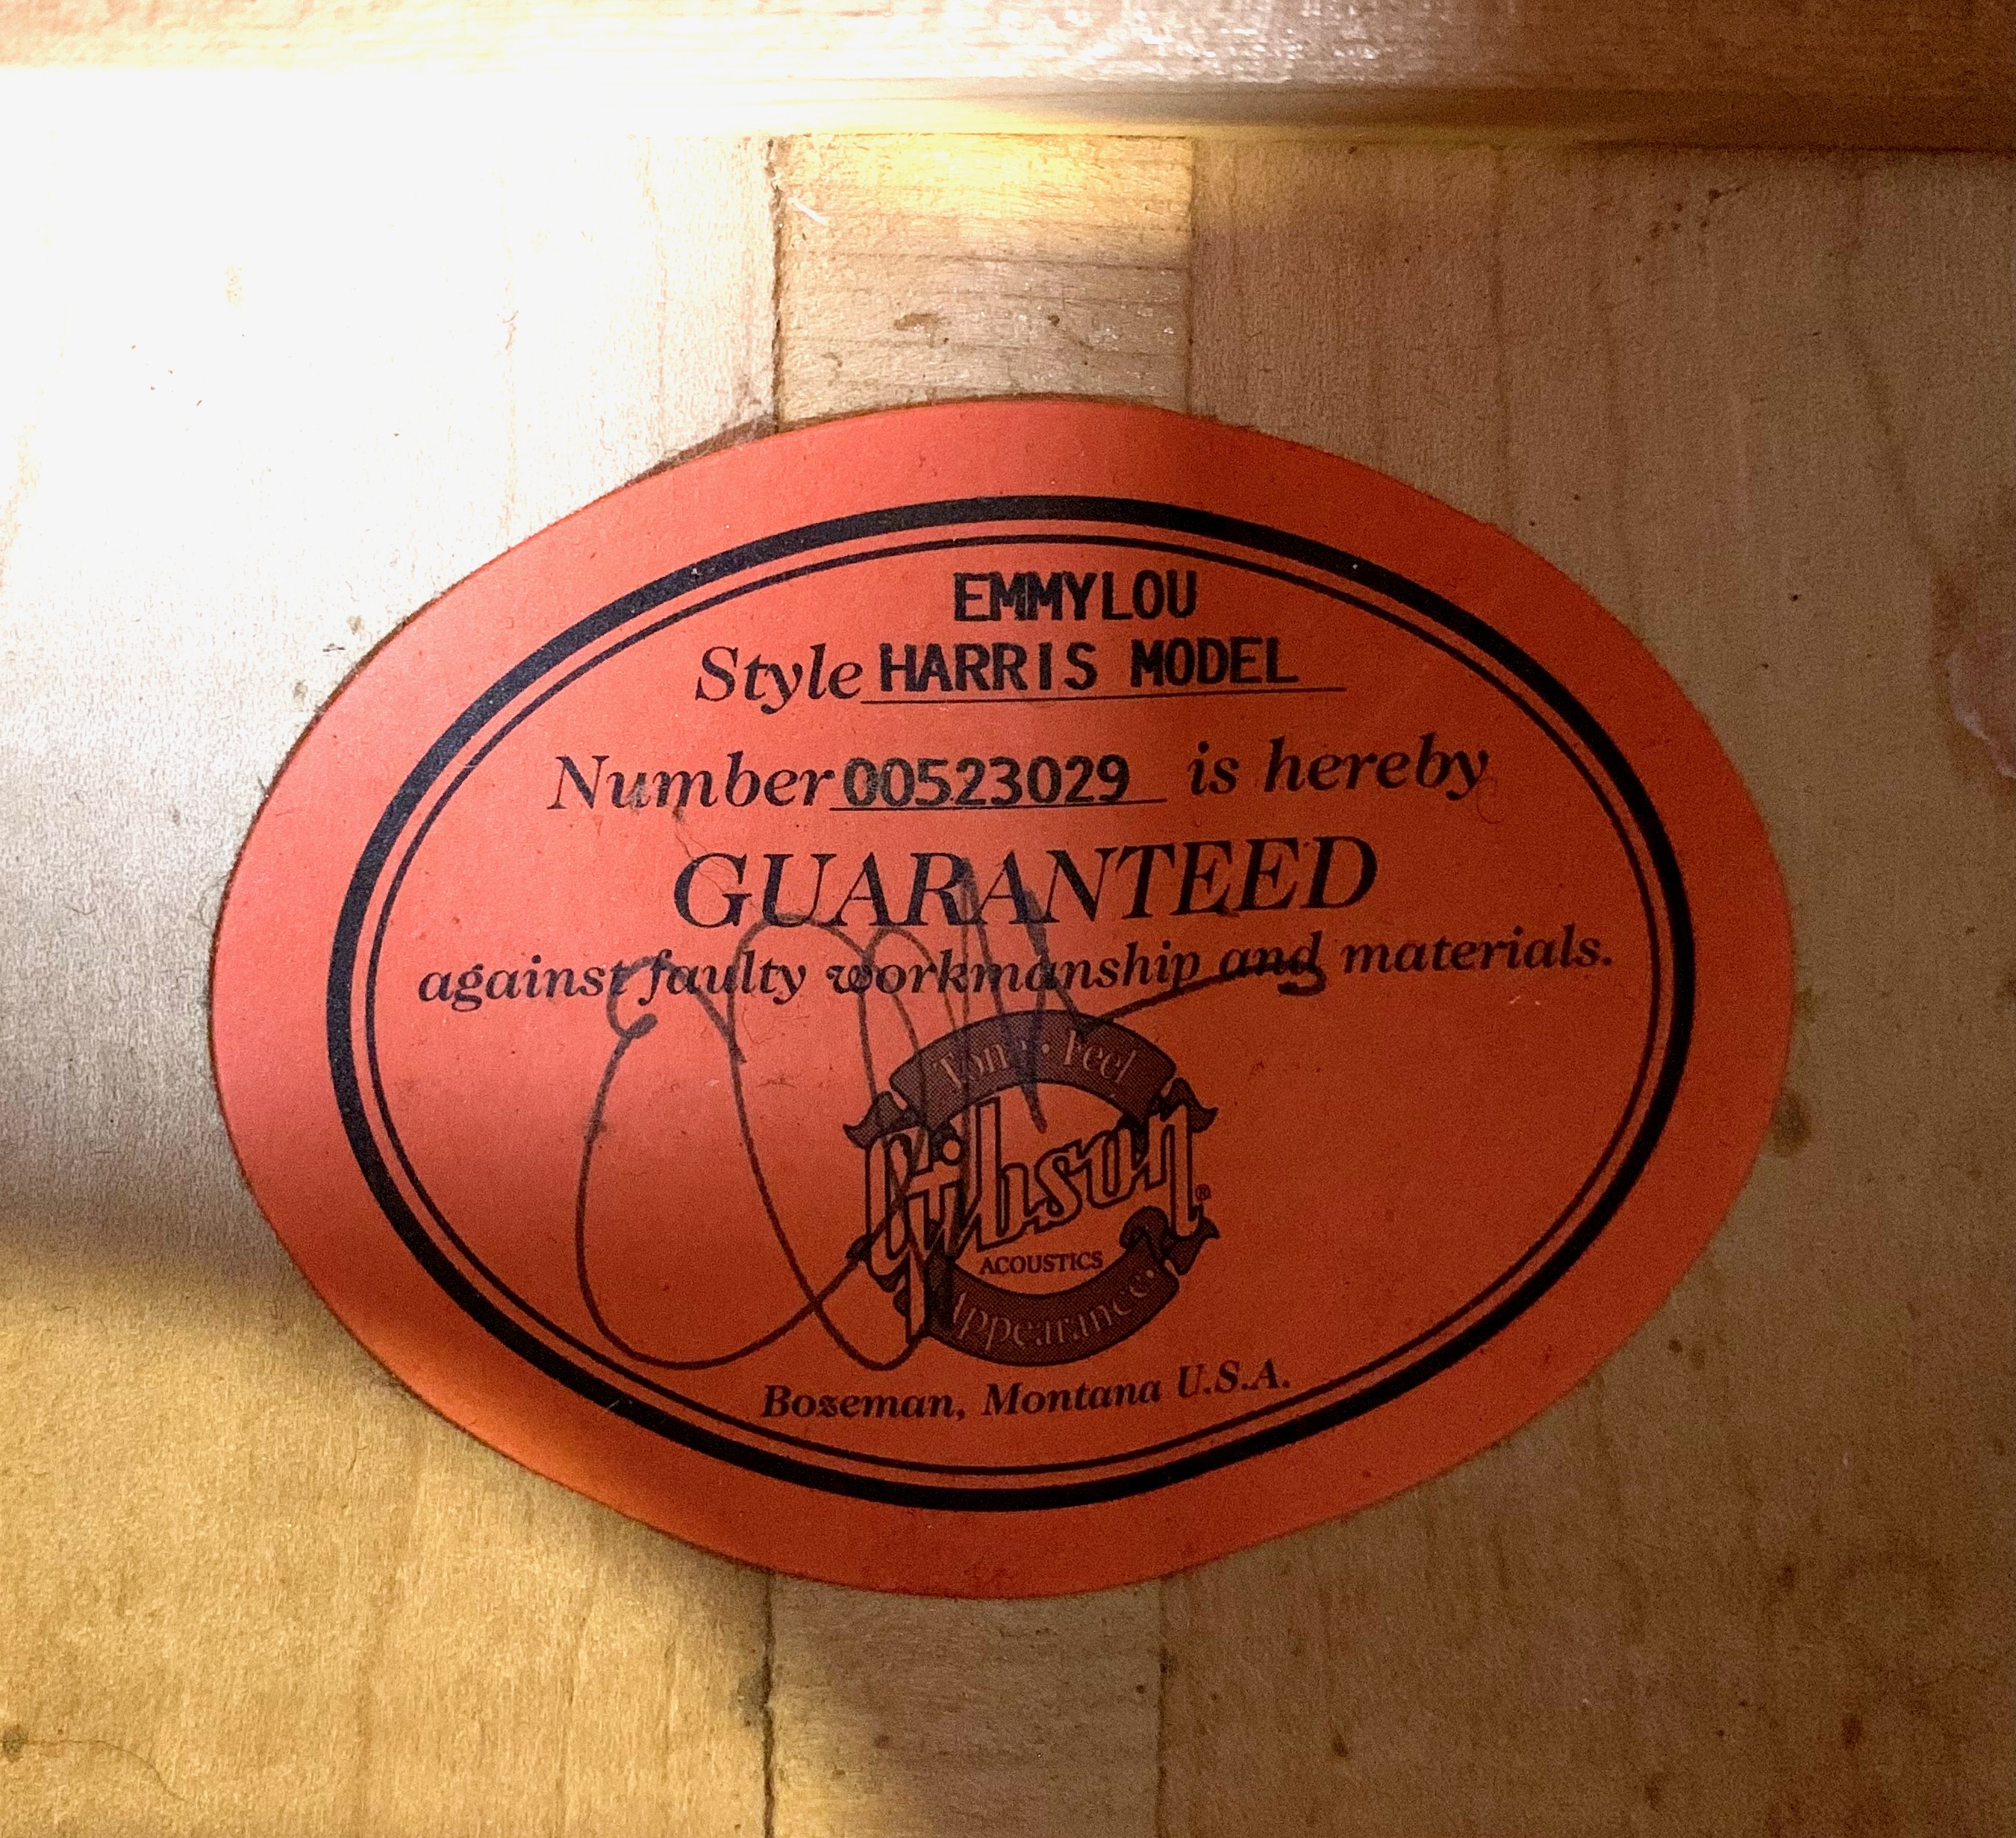 EMMYLOU
Style HARRIS MODEL
Number 00523029 is hereby
GUARANTEED
against faulty workmanship and materials.
Tone • Feel
Gibson®
ACOUSTICS
Appearance •
Bozeman, Montana U.S.A.